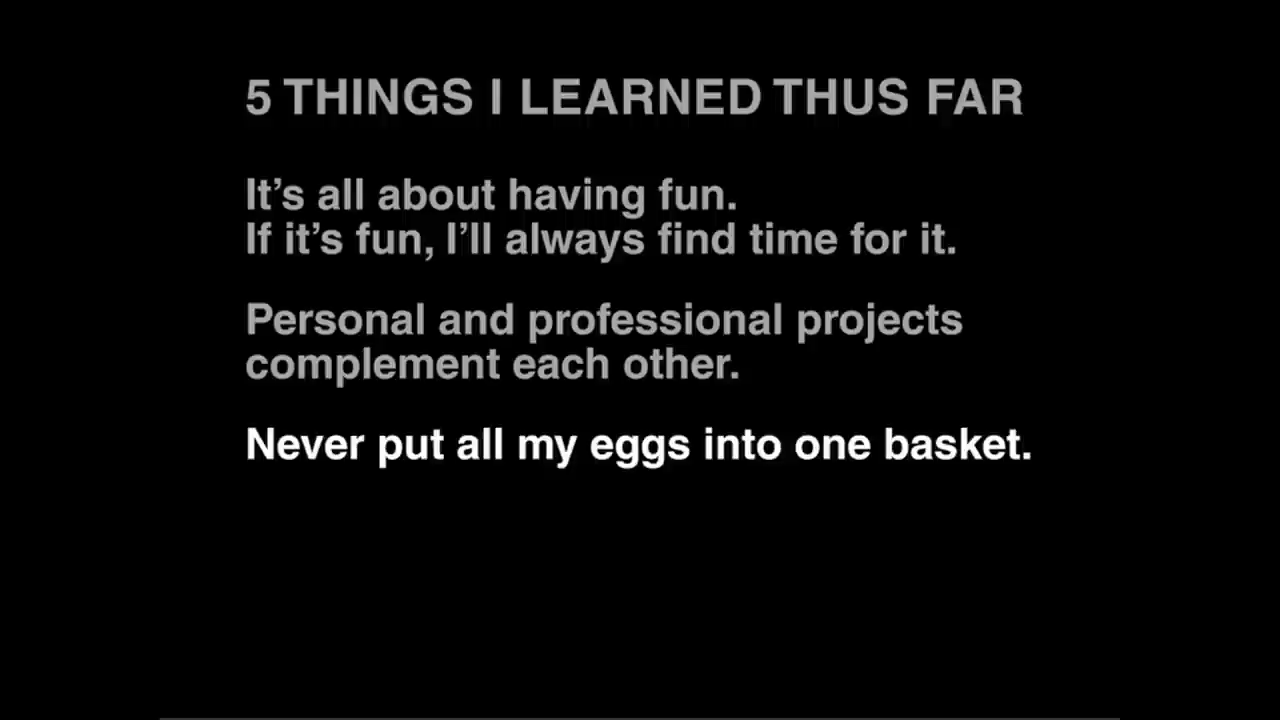 5 THINGS I LEARNED THUS FAR
It’s all about having fun.
If it’s fun, I’ll always find time for it.
Personal and professional projects
complement each other.
Never put all my eggs into one basket.